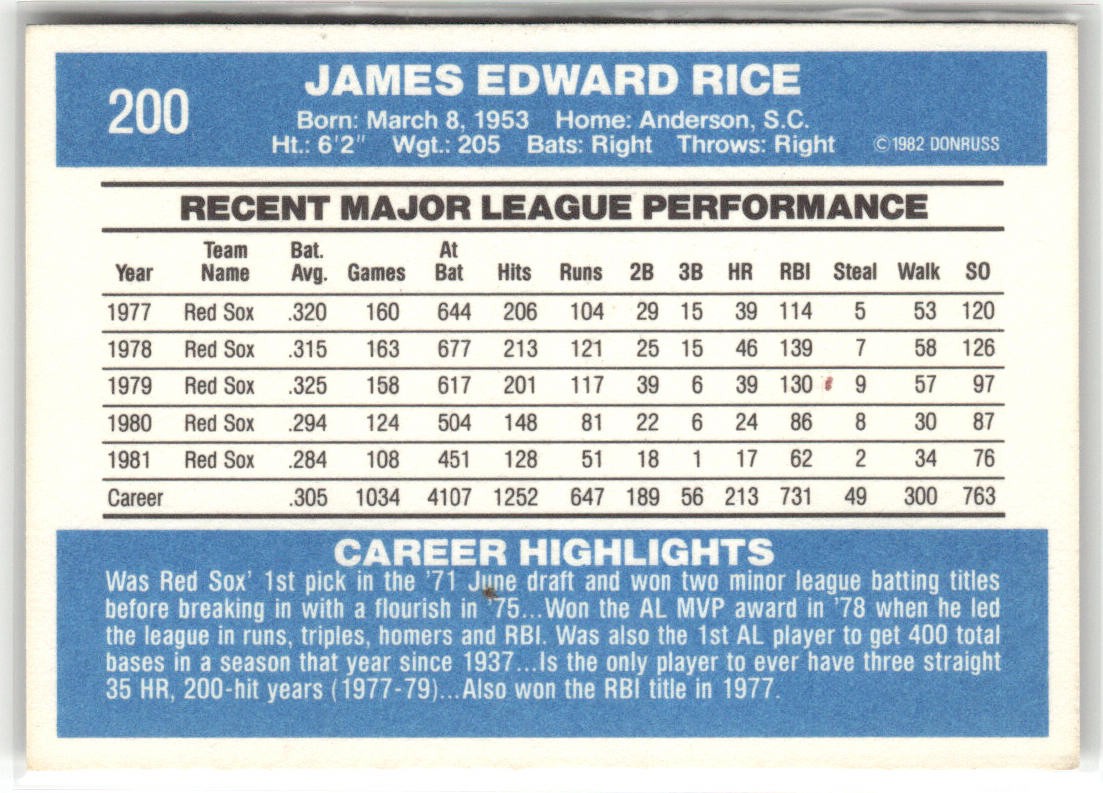 200
JAMES EDWARD RICE
Born: March 8, 1953 Home: Anderson, S.C.
Ht.: 6'2" Wgt.: 205 Bats: Right Throws: Right ©1982 DONRUSS
RECENT MAJOR LEAGUE PERFORMANCE
Year Team Name Bat. Avg. Games At Bat Hits Runs 2B 3B HR RBI Steal Walk SO
1977 Red Sox .320 160 644 206 104 29 15 39 114 5 53 120
1978 Red Sox .315 163 677 213 121 25 15 46 139 7 58 126
1979 Red Sox .325 158 617 201 117 39 6 39 130 9 57 97
1980 Red Sox .294 124 504 148 81 22 6 24 86 8 30 87
1981 Red Sox .284 108 451 128 51 18 1 17 62 2 34 76
Career .305 1034 4107 1252 647 189 56 213 731 49 300 763
CAREER HIGHLIGHTS
Was Red Sox' 1st pick in the '71 June draft and won two minor league batting titles
before breaking in with a flourish in '75...Won the AL MVP award in '78 when he led
the league in runs, triples, homers and RBI. Was also the 1st AL player to get 400 total
bases in a season that year since 1937...Is the only player to ever have three straight
35 HR, 200-hit years (1977-79)...Also won the RBI title in 1977.